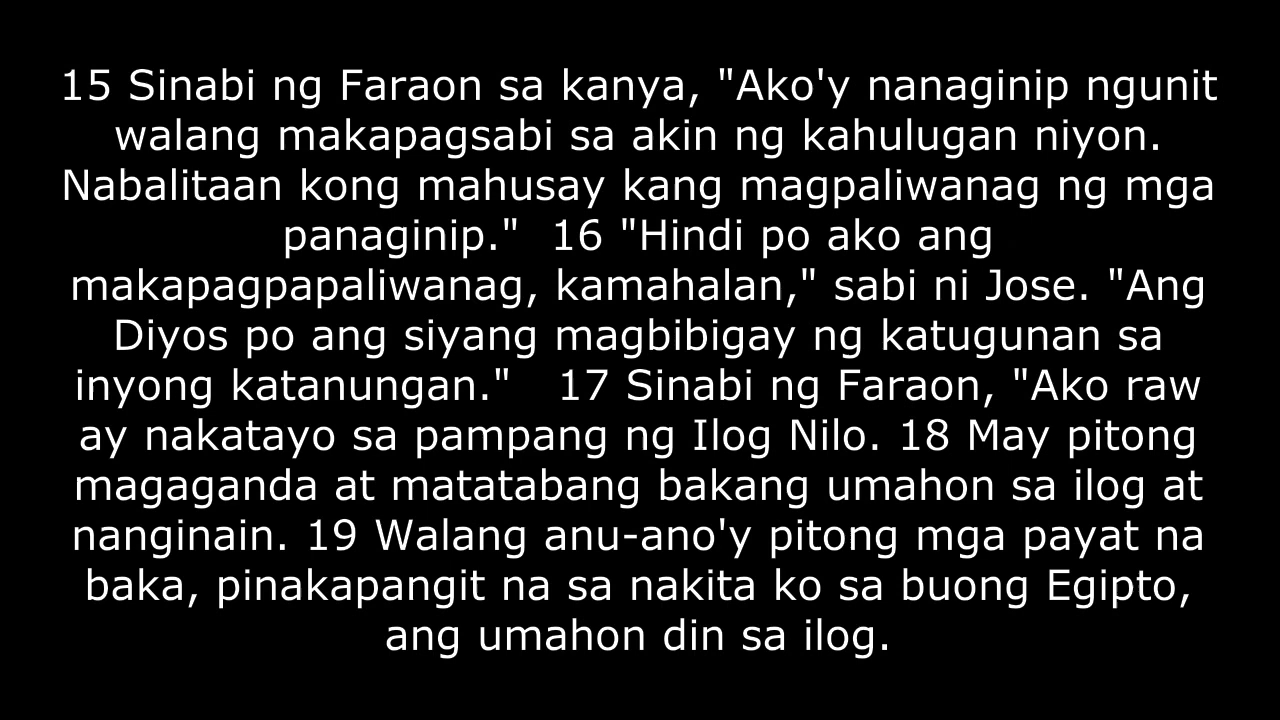 15 Sinabi ng Faraon sa kanya, "Ako'y nanaginip ngunit
walang makapagsabi sa akin ng kahulugan niyon.
Nabalitaan kong mahusay kang magpaliwanag ng mga
panaginip."  16 "Hindi po ako ang
makapagpapaliwanag, kamahalan," sabi ni Jose. "Ang
Diyos po ang siyang magbibigay ng katugunan sa
inyong katanungan."   17 Sinabi ng Faraon, "Ako raw
ay nakatayo sa pampang ng Ilog Nilo. 18 May pitong
magaganda at matatabang bakang umahon sa ilog at
nanginain. 19 Walang anu-ano'y pitong mga payat na
baka, pinakapangit na sa nakita ko sa buong Egipto,
ang umahon din sa ilog.